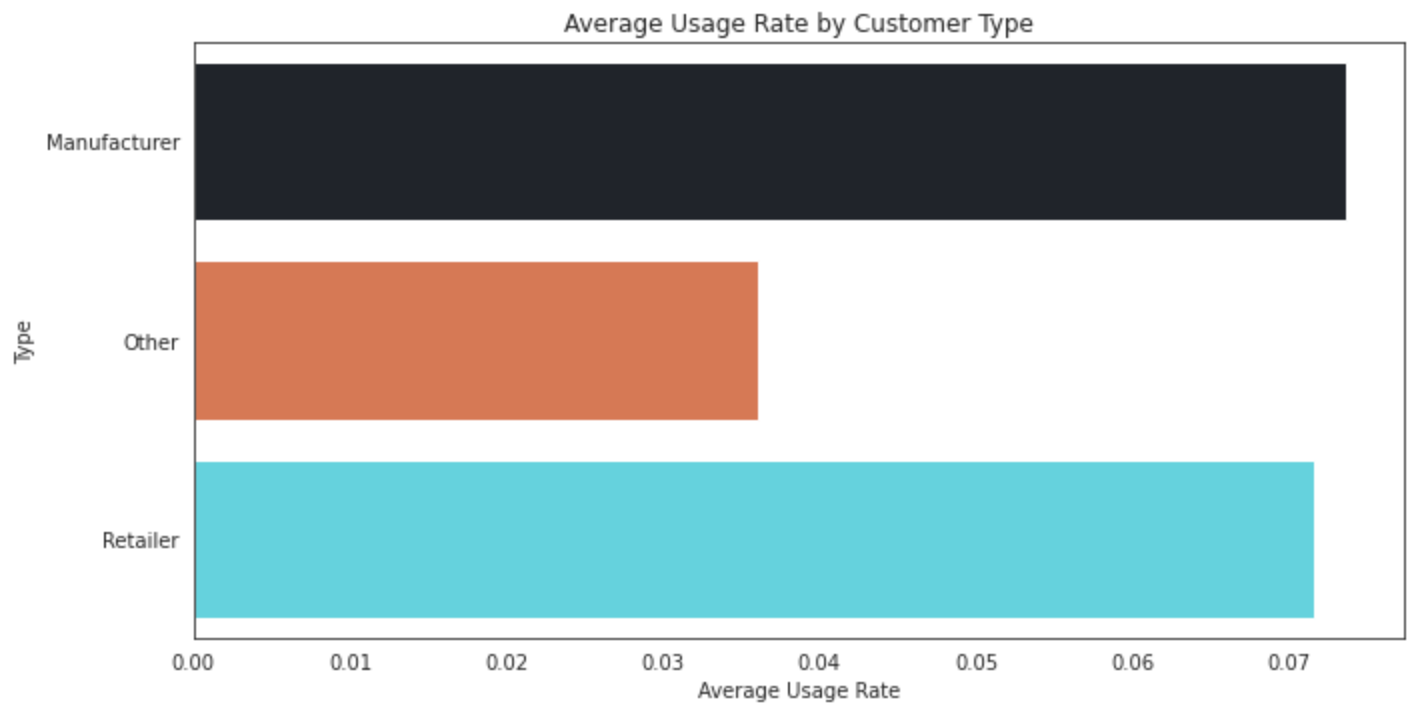 Average Usage Rate by Customer Type
Manufacturer
Other
Retailer
Type
0.00 0.01 0.02 0.03 0.04 0.05 0.06 0.07
Average Usage Rate